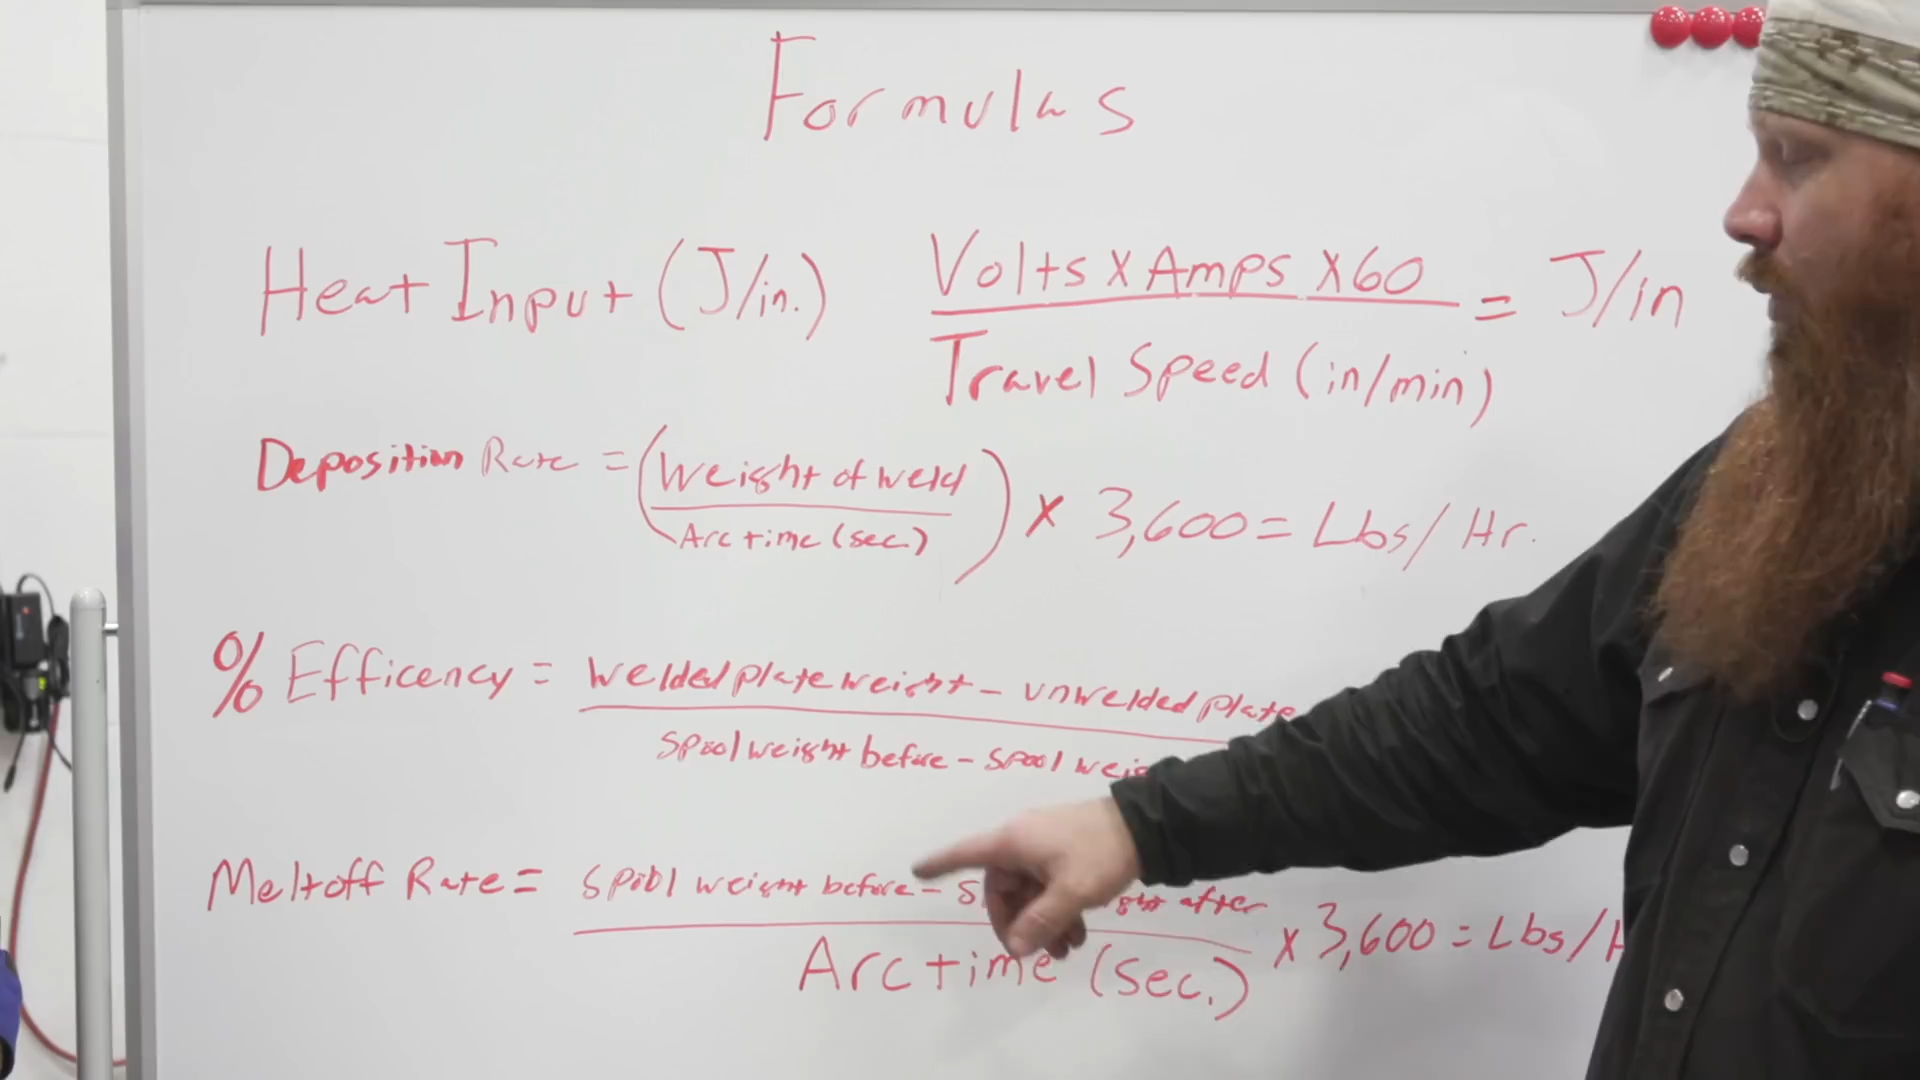 Formulas
Heat Input (J/in.) Volts x Amps x 60 = J/in
Travel Speed (in/min)
Deposition Rate = (Weight of weld
Arc time (sec.)) x 3,600 = Lbs/Hr.
% Efficency = Welded plate weight - unwelded plate
Spool weight before - Spool
Meltoff Rate = Spool weight before - after
Arc time (Sec.) x 3,600 = Lbs/